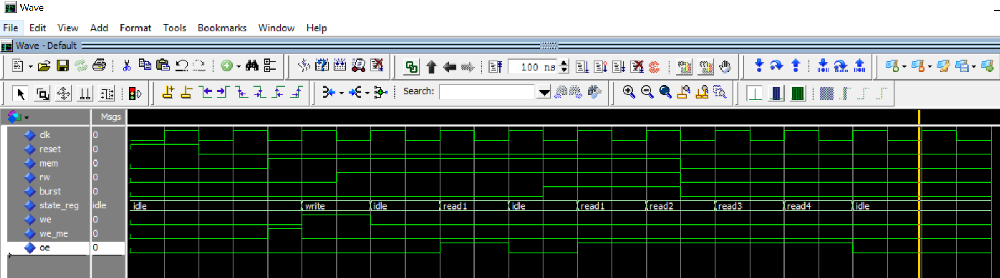 Wave
File Edit View Add Format Tools Bookmarks Window Help
Wave - Default
100 ns
Search:
Msgs
clk 0
reset 0
mem 0
rw 0
burst 0
state_reg idle idle write idle read1 idle read1 read2 read3 read4 idle
we 0
we_me 0
oe 0